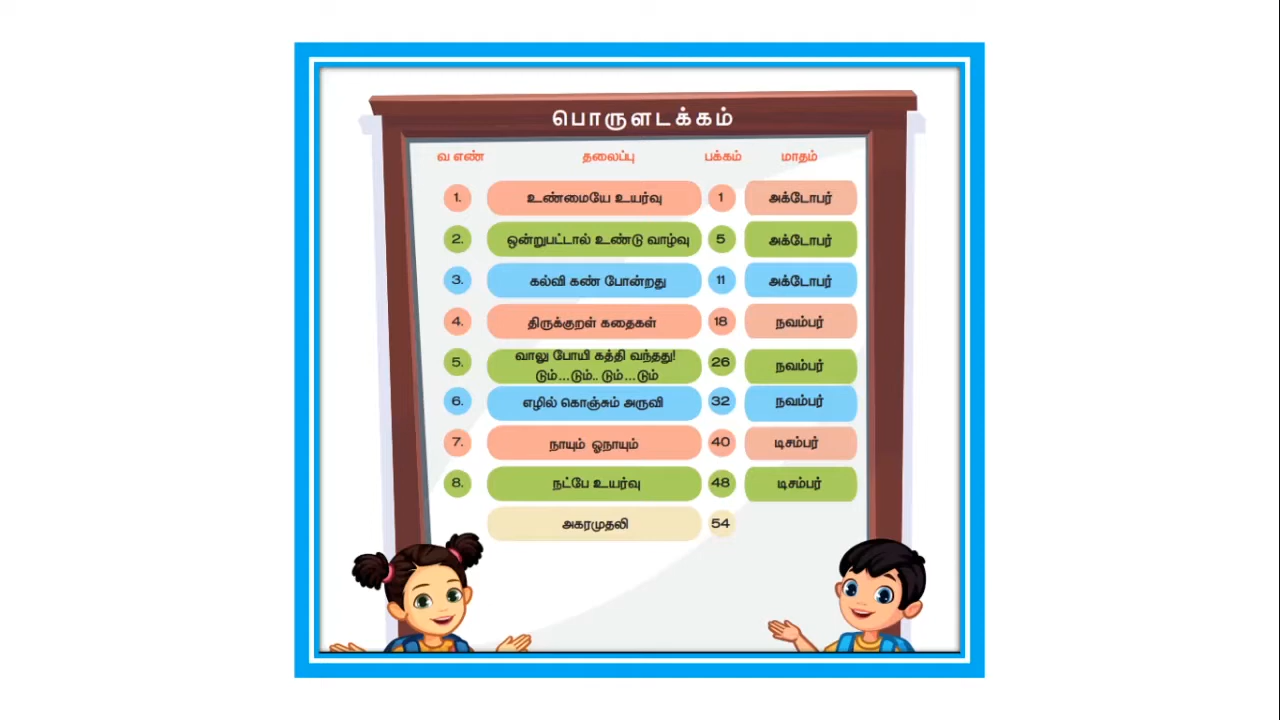 பொருளடக்கம்
வ எண் தலைப்பு பக்கம் மாதம்
1. உண்மையே உயர்வு 1 அக்டோபர்
2. ஒன்றுபட்டால் உண்டு வாழ்வு 5 அக்டோபர்
3. கல்வி கண் போன்றது 11 அக்டோபர்
4. திருக்குறள் கதைகள் 18 நவம்பர்
5. வாலு போயி கத்தி வந்தது! 26 நவம்பர்
டும்...டும்.. டும்...டும்
6. எழில் கொஞ்சும் அருவி 32 நவம்பர்
7. நாயும் ஓநாயும் 40 டிசம்பர்
8. நட்பே உயர்வு 48 டிசம்பர்
அகரமுதலி 54